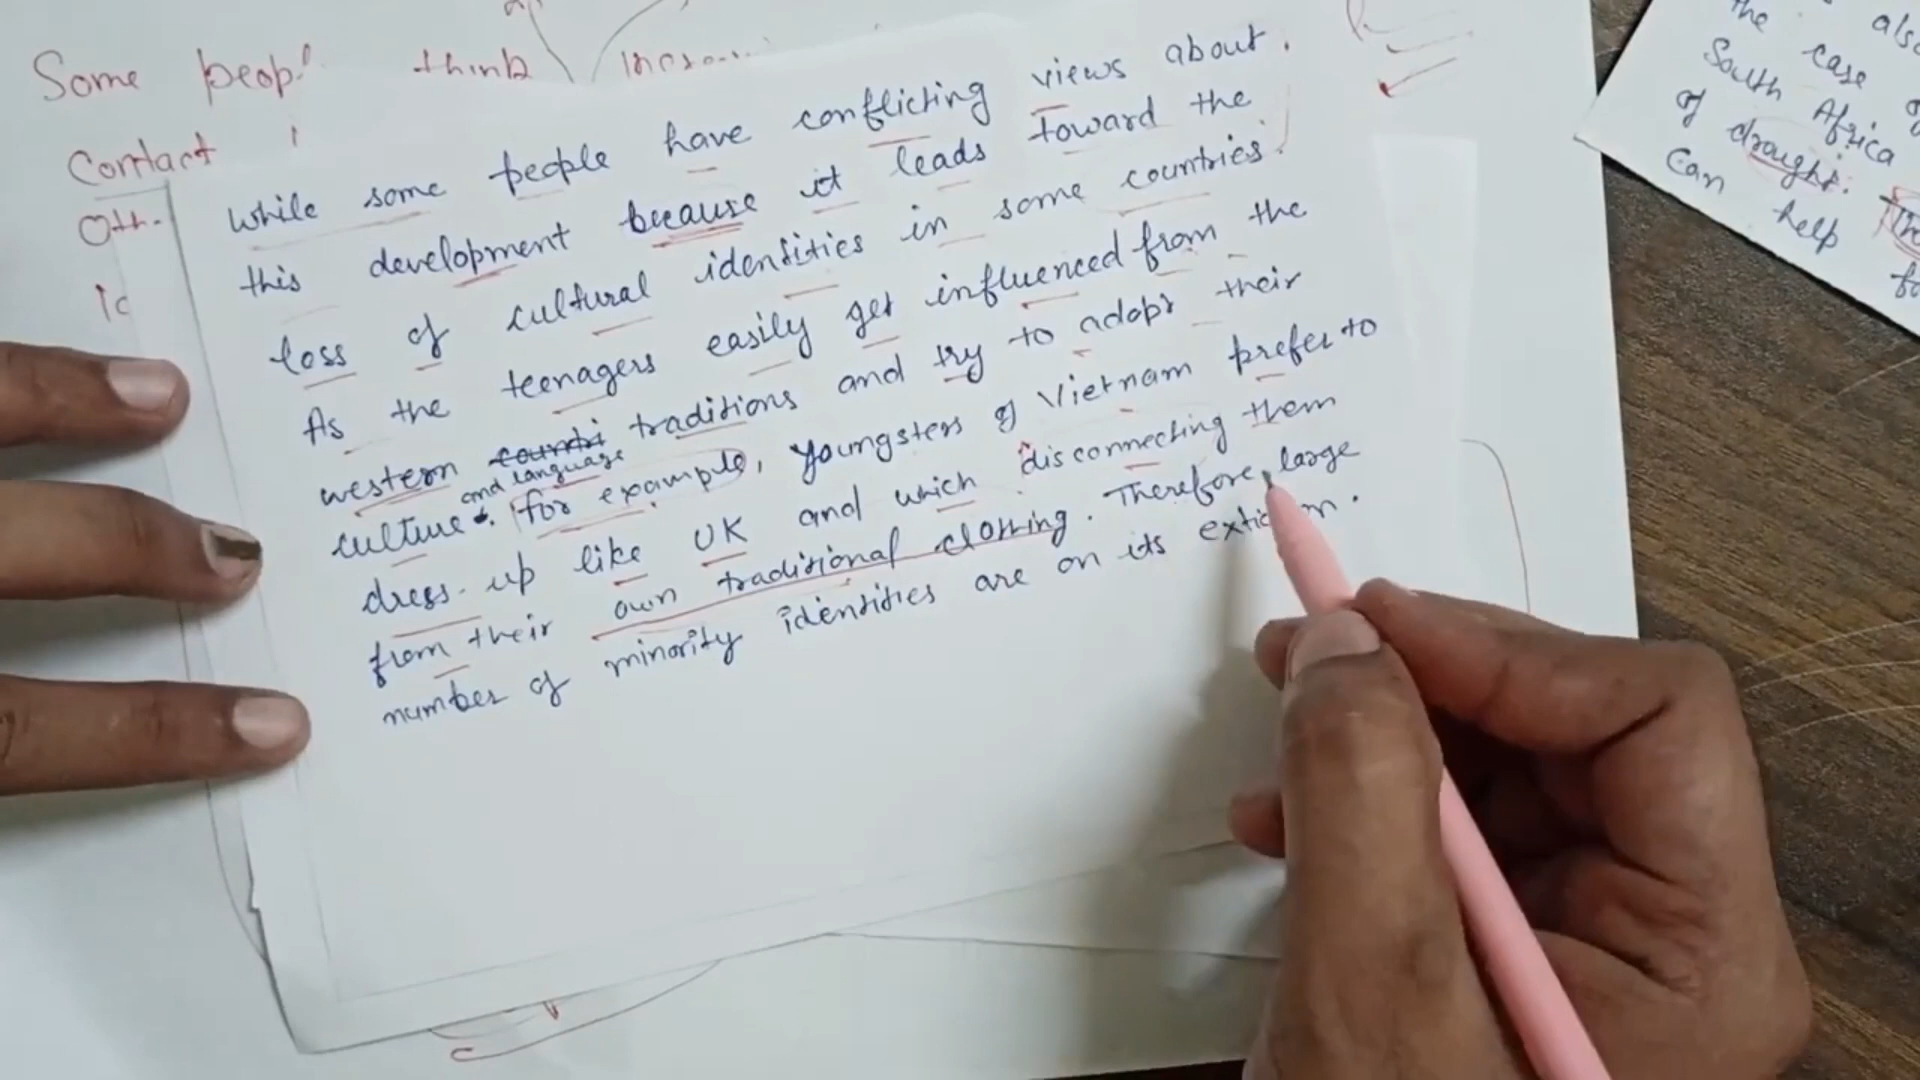 Some think
Contact
while some people have conflicting views about.
this development because it leads toward the
loss of cultural identities in some countries.
As the teenagers easily get influenced from the
western traditions and try to adopt their
and language
culture. for example, youngsters of Vietnam prefer to
dress up like UK and which disconnecting them
from their own traditional clothing. Therefore, large
number of minority identities are on its
the case
South Africa
of draught.
can help